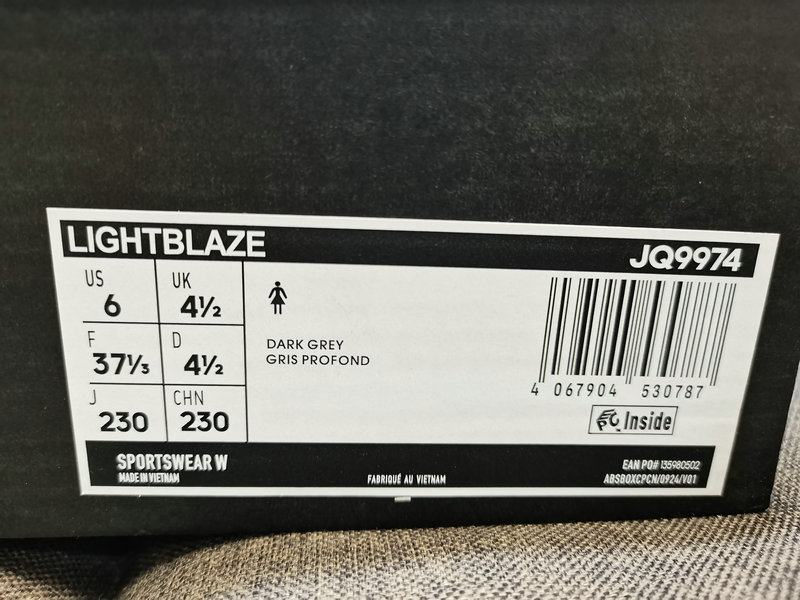 LIGHTBLAZE
JQ9974
US 6
UK 4½
F 37⅓
D 4½
J 230
CHN 230
DARK GREY
GRIS PROFOND
4 067904 530787
Inside
SPORTSWEAR W
MADE IN VIETNAM
FABRIQUÉ AU VIETNAM
EAN PO# 135980502
ABSBOXCPCN/0924/V01